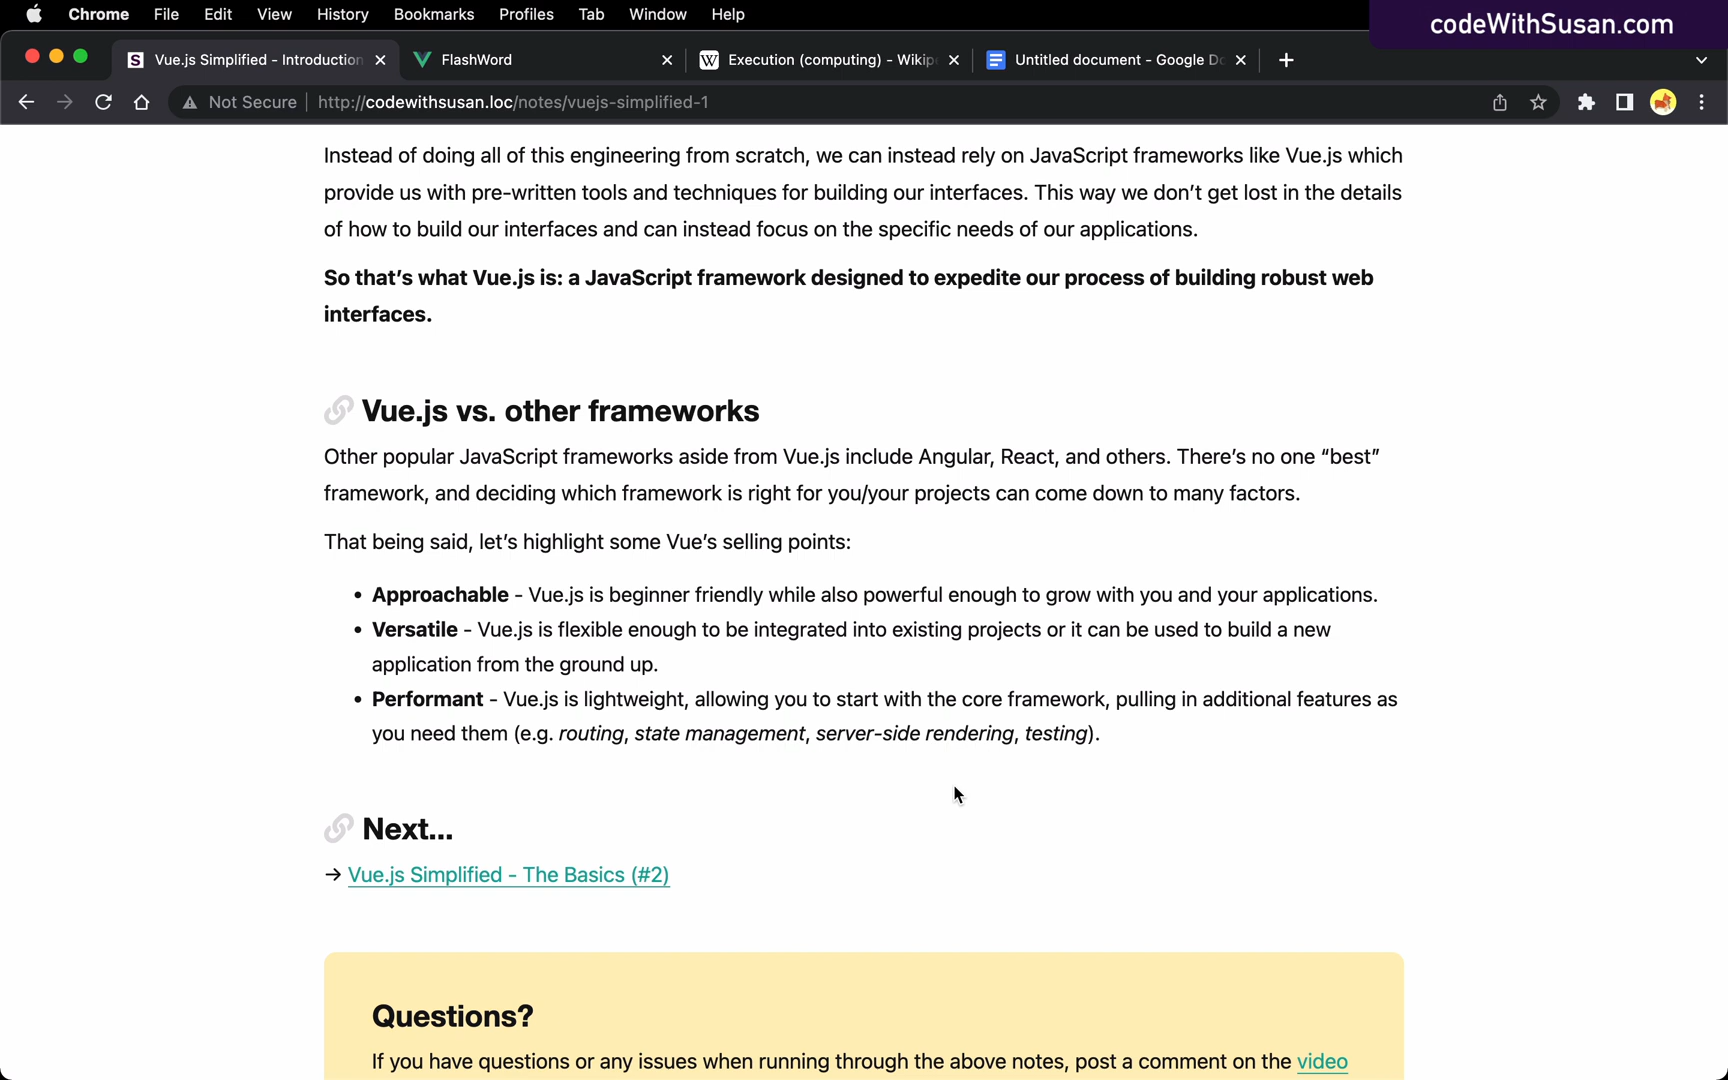 Chrome File Edit View History Bookmarks Profiles Tab Window Help
codeWithSusan.com
Vue.js Simplified - Introduction FlashWord Execution (computing) - Wikip Untitled document - Google Do
Not Secure http://codewithsusan.loc/notes/vuejs-simplified-1
Instead of doing all of this engineering from scratch, we can instead rely on JavaScript frameworks like Vue.js which
provide us with pre-written tools and techniques for building our interfaces. This way we don’t get lost in the details
of how to build our interfaces and can instead focus on the specific needs of our applications.
So that’s what Vue.js is: a JavaScript framework designed to expedite our process of building robust web
interfaces.
Vue.js vs. other frameworks
Other popular JavaScript frameworks aside from Vue.js include Angular, React, and others. There’s no one “best”
framework, and deciding which framework is right for you/your projects can come down to many factors.
That being said, let’s highlight some Vue’s selling points:
• Approachable - Vue.js is beginner friendly while also powerful enough to grow with you and your applications.
• Versatile - Vue.js is flexible enough to be integrated into existing projects or it can be used to build a new
application from the ground up.
• Performant - Vue.js is lightweight, allowing you to start with the core framework, pulling in additional features as
you need them (e.g. routing, state management, server-side rendering, testing).
Next...
→ Vue.js Simplified - The Basics (#2)
Questions?
If you have questions or any issues when running through the above notes, post a comment on the video